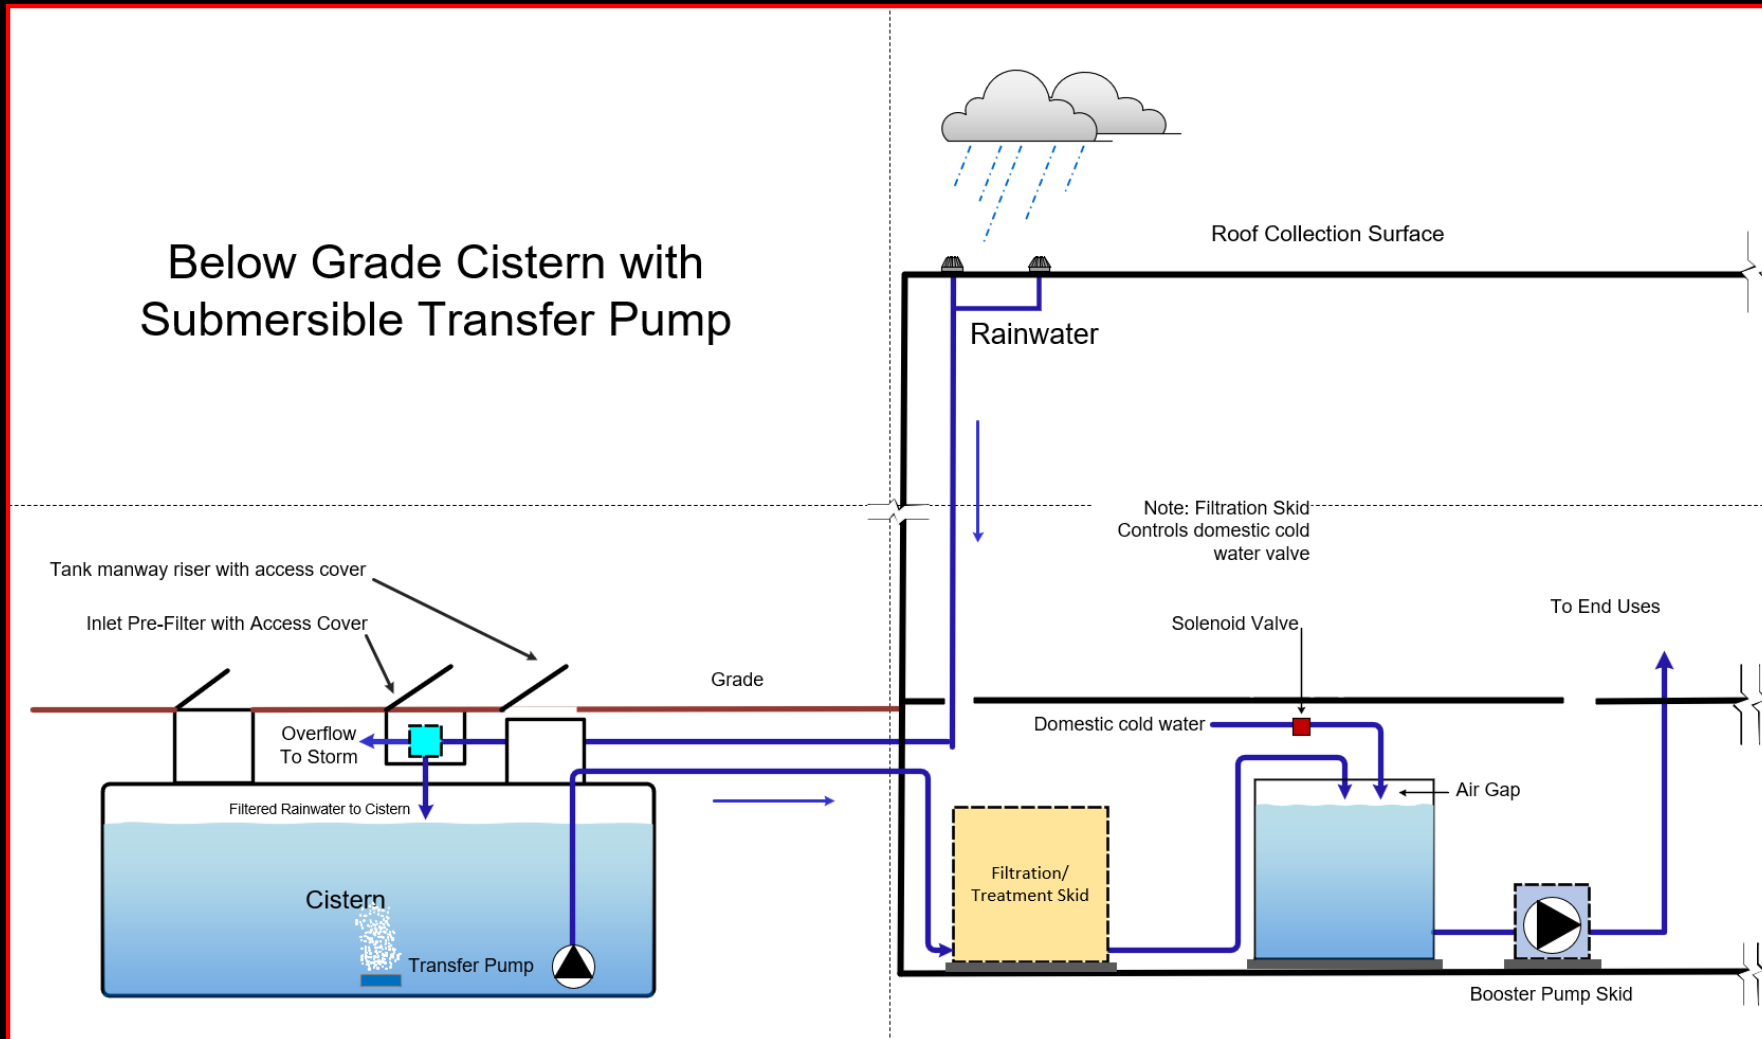 Below Grade Cistern with
Submersible Transfer Pump
Roof Collection Surface
Rainwater
Note: Filtration Skid
Controls domestic cold
water valve
Tank manway riser with access cover
Inlet Pre-Filter with Access Cover
Grade
Solenoid Valve
To End Uses
Overflow
To Storm
Domestic cold water
Filtered Rainwater to Cistern
Air Gap
Cistern
Filtration/
Treatment Skid
Transfer Pump
Booster Pump Skid